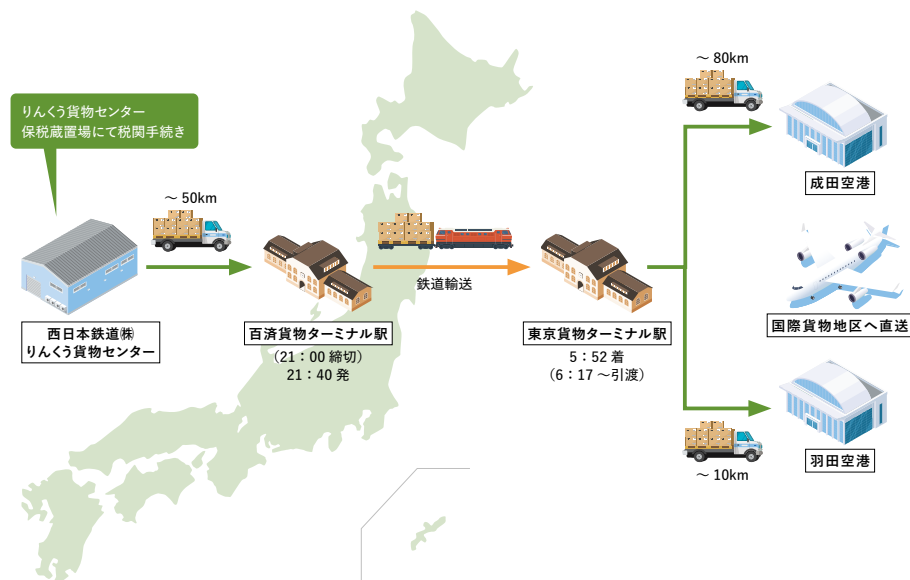 りんくう貨物センター
保税蔵置場にて税関手続き
～ 50km
西日本鉄道㈱
りんくう貨物センター
百済貨物ターミナル駅
（21：00 締切）
21：40 発
鉄道輸送
東京貨物ターミナル駅
5：52 着
（6：17 ～引渡）
～ 80km
成田空港
国際貨物地区へ直送
～ 10km
羽田空港